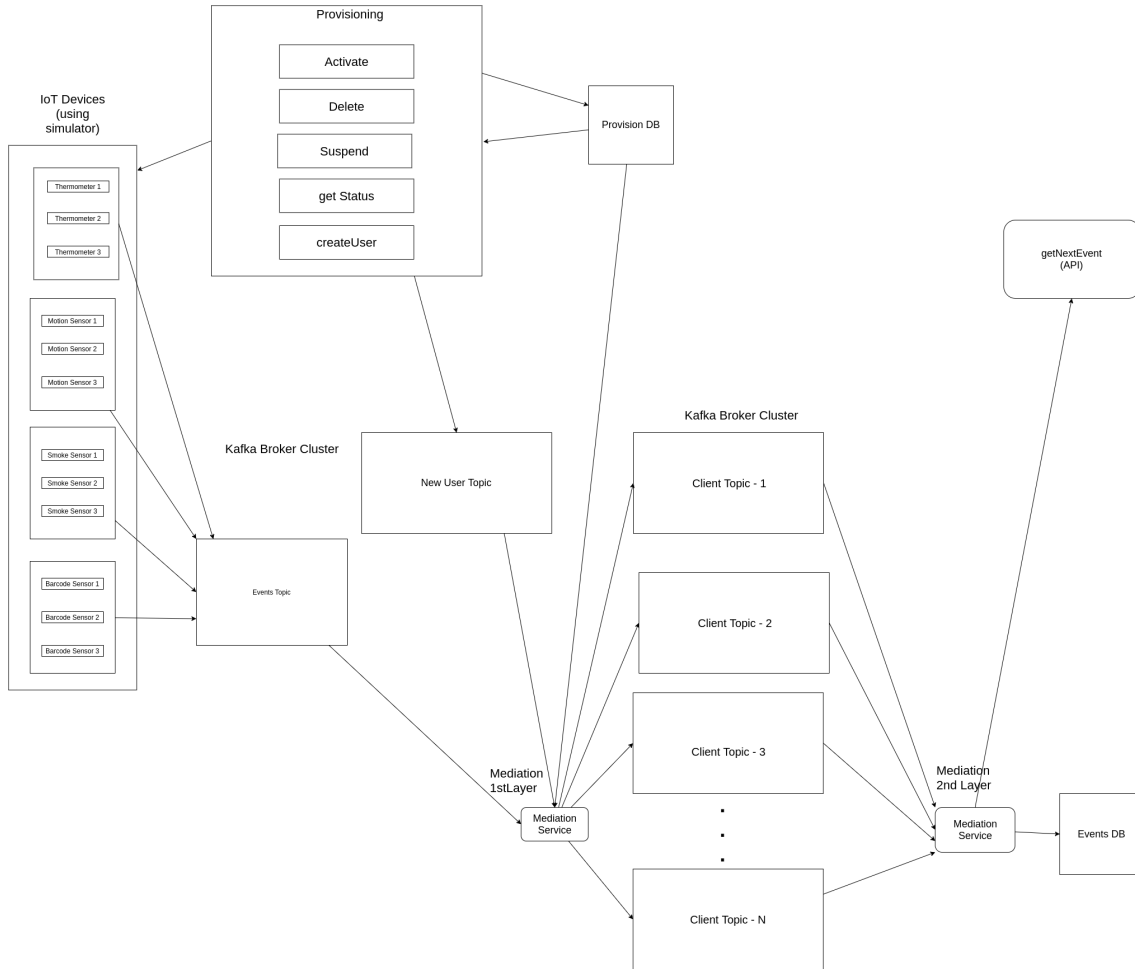 Provisioning
Activate
Delete
Suspend
get Status
createUser
Provision DB
IoT Devices
(using
simulator)
Thermometer 1
Thermometer 2
Thermometer 3
Motion Sensor 1
Motion Sensor 2
Motion Sensor 3
Smoke Sensor 1
Smoke Sensor 2
Smoke Sensor 3
Barcode Sensor 1
Barcode Sensor 2
Barcode Sensor 3
Kafka Broker Cluster
Events Topic
New User Topic
Kafka Broker Cluster
Client Topic - 1
Client Topic - 2
Client Topic - 3
Client Topic - N
Mediation
1stLayer
Mediation
Service
Mediation
2nd Layer
Mediation
Service
getNextEvent
(API)
Events DB